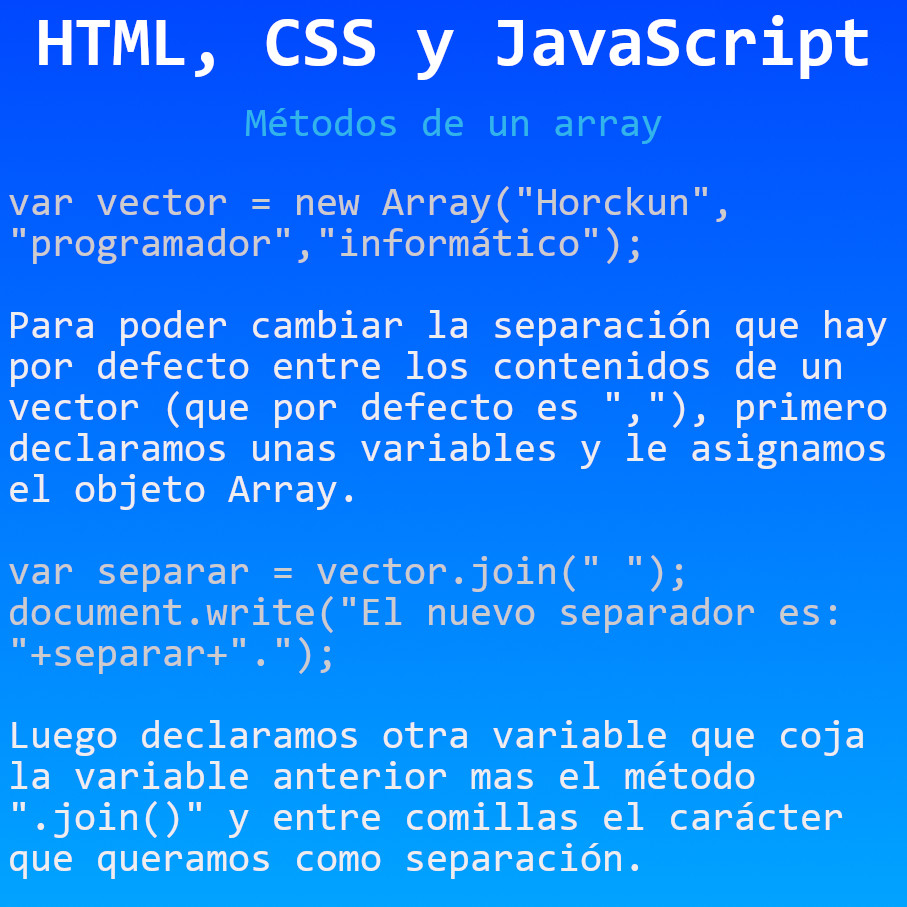 HTML, CSS y JavaScript
Métodos de un array
var vector = new Array("Horckun",
"programador","informático");
Para poder cambiar la separación que hay
por defecto entre los contenidos de un
vector (que por defecto es ","), primero
declaramos unas variables y le asignamos
el objeto Array.
var separar = vector.join(" ");
document.write("El nuevo separador es:
"+separar+".");
Luego declaramos otra variable que coja
la variable anterior mas el método
".join()" y entre comillas el carácter
que queramos como separación.